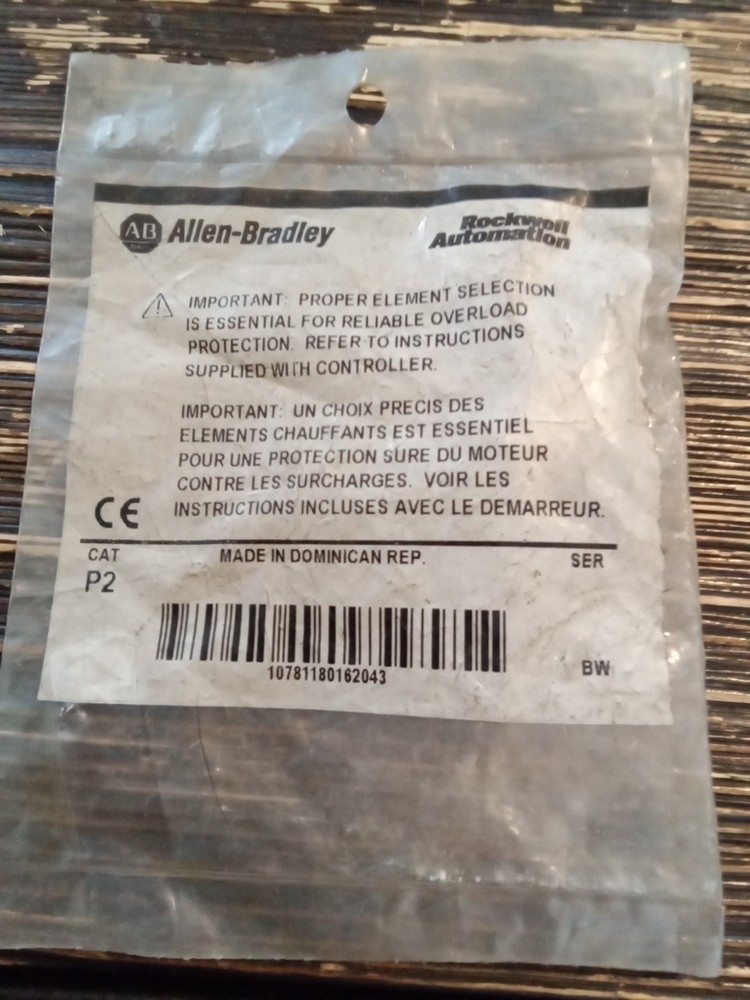 AB Allen-Bradley
Rockwell
Automation
IMPORTANT: PROPER ELEMENT SELECTION
IS ESSENTIAL FOR RELIABLE OVERLOAD
PROTECTION. REFER TO INSTRUCTIONS
SUPPLIED WITH CONTROLLER.
IMPORTANT: UN CHOIX PRECIS DES
ELEMENTS CHAUFFANTS EST ESSENTIEL
POUR UNE PROTECTION SURE DU MOTEUR
CONTRE LES SURCHARGES. VOIR LES
INSTRUCTIONS INCLUSES AVEC LE DEMARREUR.
CE
CAT MADE IN DOMINICAN REP. SER
P2
10781180162043
BW